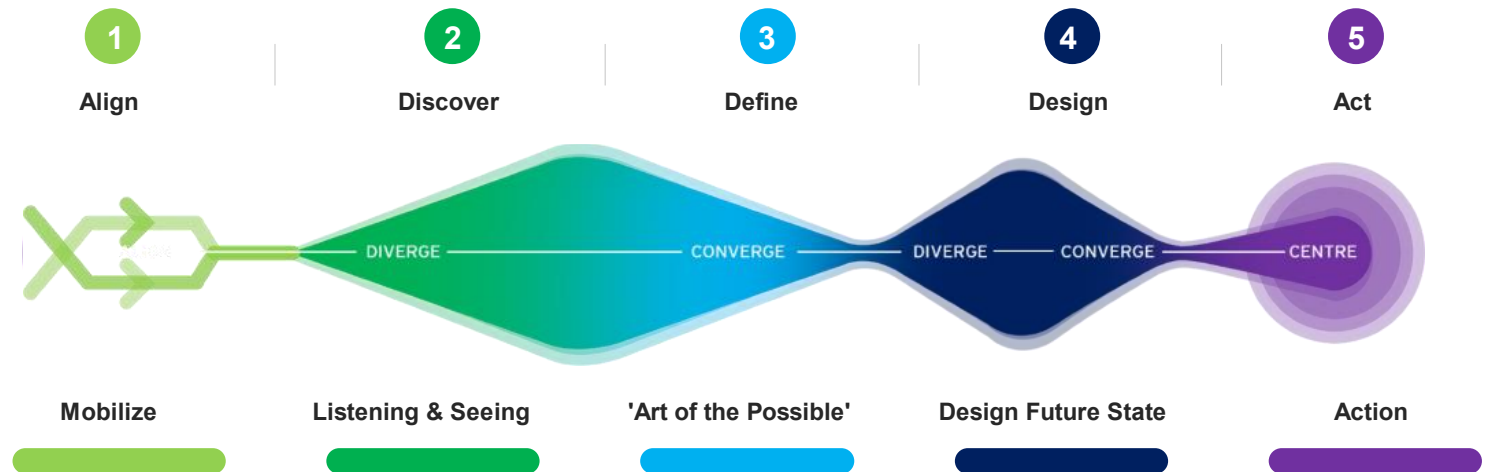 1
2
3
4
5
Align
Discover
Define
Design
Act
DIVERGE
CONVERGE
DIVERGE
CONVERGE
CENTRE
Mobilize
Listening & Seeing
'Art of the Possible'
Design Future State
Action